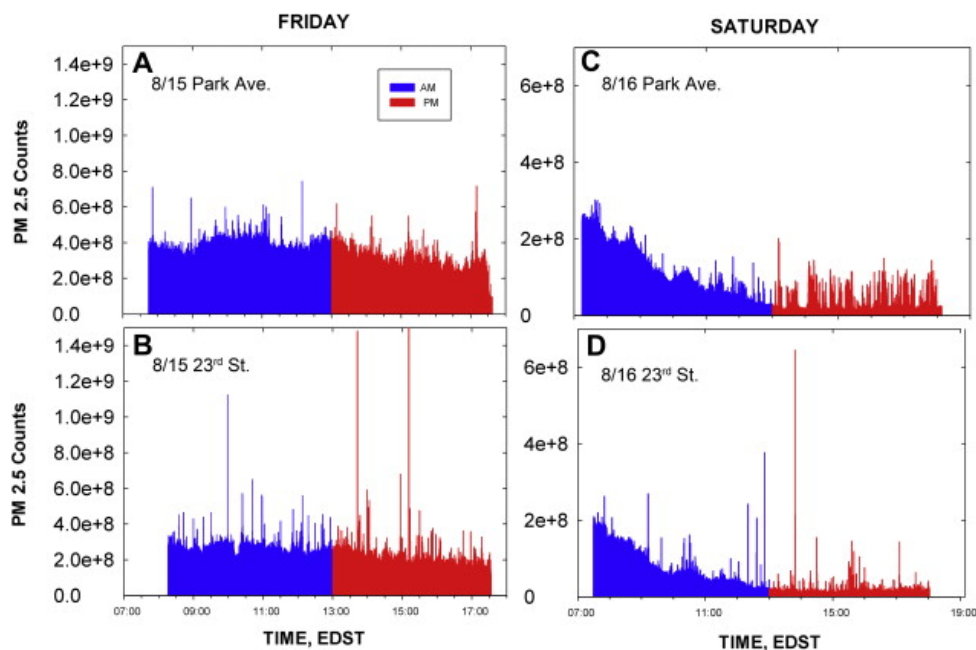 FRIDAY
SATURDAY
A
8/15 Park Ave.
AM
PM
1.4e+9
1.2e+9
1.0e+9
8.0e+8
6.0e+8
4.0e+8
2.0e+8
0.0
PM 2.5 Counts
C
8/16 Park Ave.
6e+8
4e+8
2e+8
0
B
8/15 23rd St.
1.4e+9
1.2e+9
1.0e+9
8.0e+8
6.0e+8
4.0e+8
2.0e+8
0.0
PM 2.5 Counts
07:00 09:00 11:00 13:00 15:00 17:00
TIME, EDST
D
8/16 23rd St.
6e+8
4e+8
2e+8
0
07:00 11:00 15:00 19:00
TIME, EDST